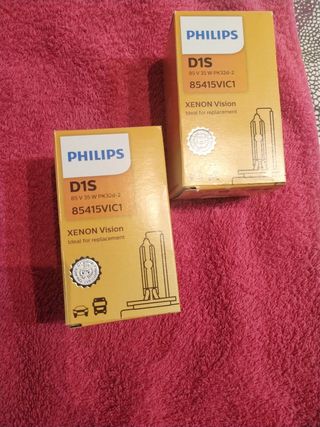 PHILIPS
D1S
85 V 35 W PK32d-2
85415VIC1
XENON Vision
Ideal for replacement
PHILIPS
D1S
85 V 35 W PK32d-2
85415VIC1
XENON Vision
Ideal for replacement